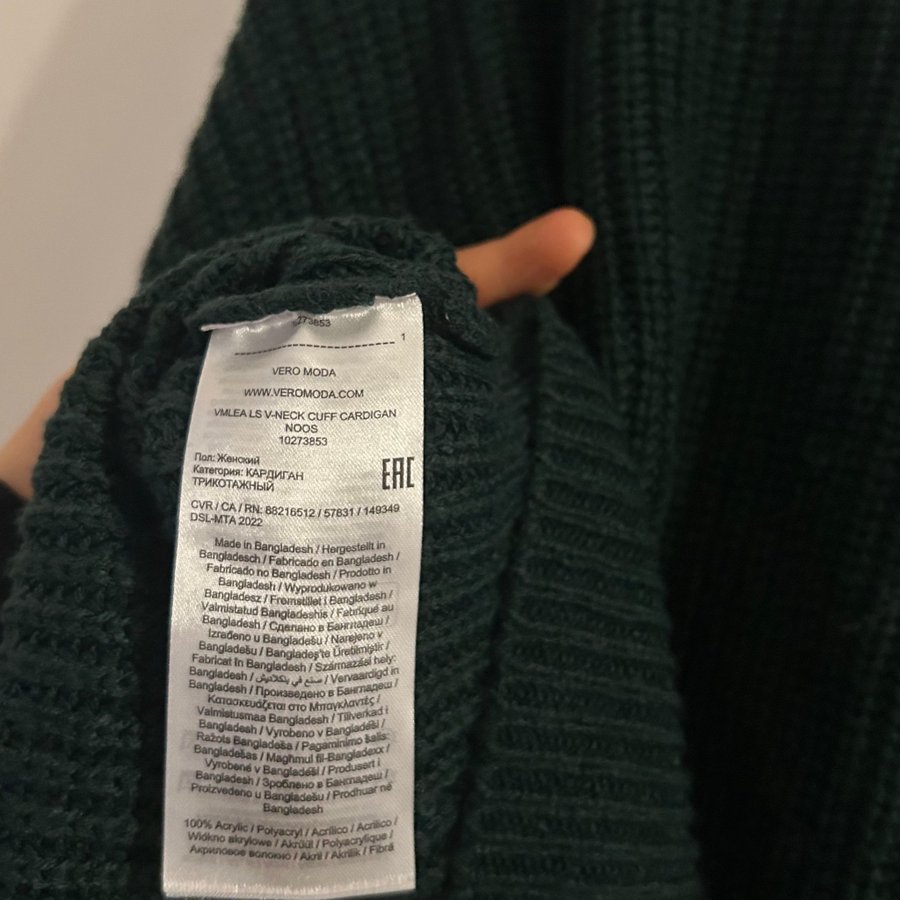 273853
1
VERO MODA
WWW.VEROMODA.COM
VMLEA LS V-NECK CUFF CARDIGAN
NOOS
10273853
Пол: Женский
Категория: КАРДИГАН
ТРИКОТАЖНЫЙ
EAC
CVR / CA / RN: 88216512 / 57831 / 149349
DSL-MTA 2022
Made in Bangladesh / Hergestellt in
Bangladesch / Fabricado en Bangladesh /
Fabricado no Bangladesh / Prodotto in
Bangladesh / Wyprodukowano w
Bangladesz / Fremstillet i Bangladesh /
Valmistatud Bangladeshis / Fabriqué au
Bangladesh / Сделано в Бангладеш /
Izrađeno u Bangladešu / Narejeno v
Bangladešu / Bangladeş'te Üretilmiştir /
Fabricat în Bangladesh / Származási hely:
Bangladesh / صنع في بنغلاديش / Vervaardigd in
Bangladesh / Произведено в Бангладеш /
Κατασκευάζεται στο Μπαγκλαντές /
Valmistusmaa Bangladesh / Tillverkad i
Bangladesh / Vyrobeno v Bangladéši /
Ražots Bangladeša / Pagaminimo šalis:
Bangladešas / Magħmul fil-Bangladexx /
Vyrobené v Bangladéši / Produsert i
Bangladesh / Зроблено в Бангладеш /
Proizvedeno u Bangladešu / Prodhuar në
Bangladesh
100% Acrylic / Polyacryl / Acrílico / Acrilico /
Włókno akrylowe / Akrüül / Polyacrylique /
Акриловое волокно / Akril / Akrilik / Fibră